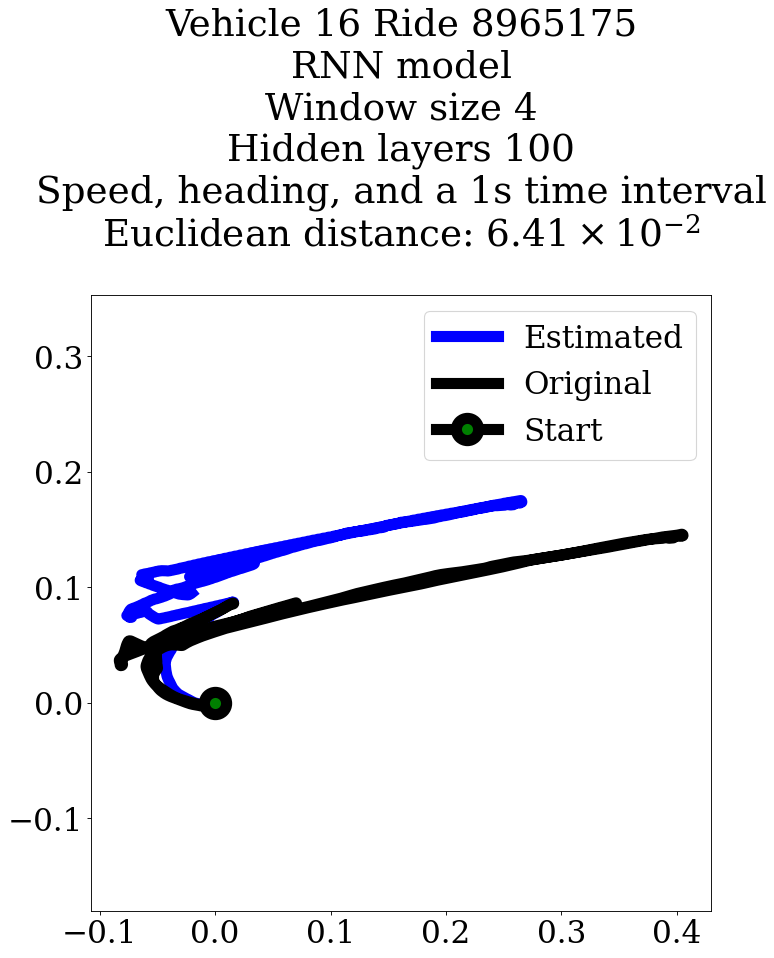 Vehicle 16 Ride 8965175
RNN model
Window size 4
Hidden layers 100
Speed, heading, and a 1s time interval
Euclidean distance: 6.41 × 10⁻²
Estimated
Original
Start
0.3
0.2
0.1
0.0
−0.1
−0.1 0.0 0.1 0.2 0.3 0.4